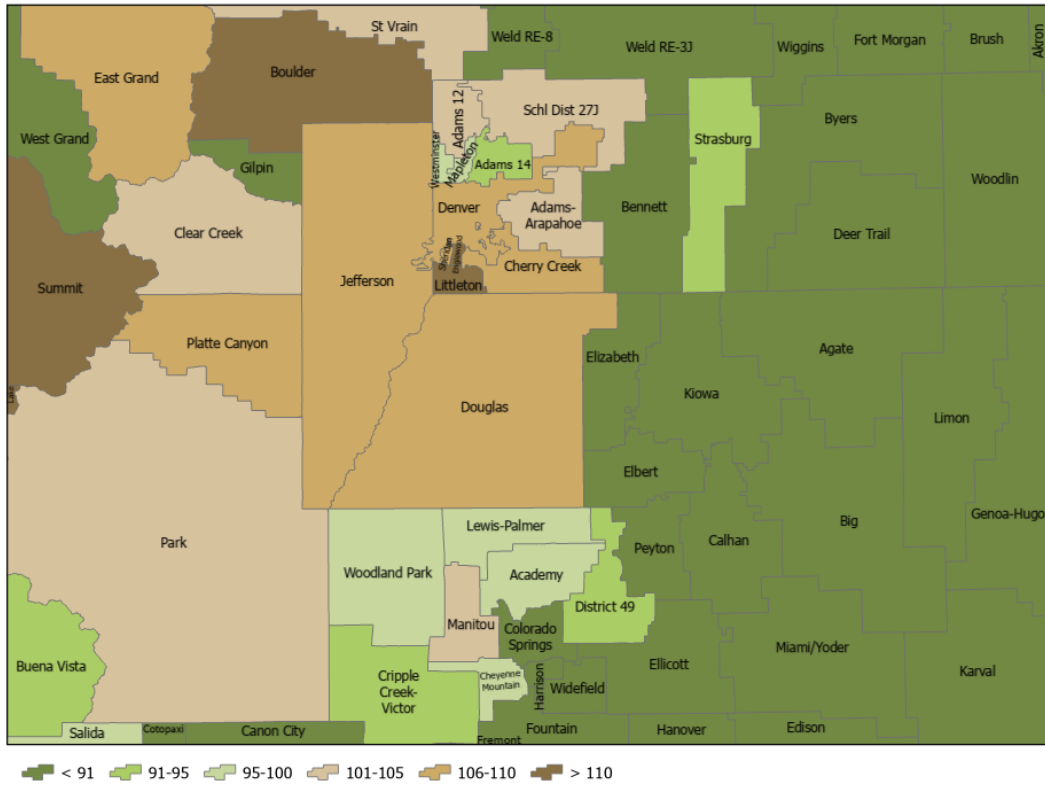 St Vrain
Weld RE-8
Weld RE-3J
Wiggins
Fort Morgan
Brush
Akron
East Grand
Boulder
West Grand
Gilpin
Adams 12
Schl Dist 27J
Westminster
Mapleton
Adams 14
Strasburg
Byers
Woodlin
Clear Creek
Denver
Adams-
Arapahoe
Bennett
Deer Trail
Summit
Jefferson
Sheridan
Englewood
Cherry Creek
Littleton
Platte Canyon
Elizabeth
Agate
Lake
Douglas
Kiowa
Limon
Elbert
Park
Lewis-Palmer
Peyton
Calhan
Big
Genoa-Hugo
Woodland Park
Academy
District 49
Manitou
Colorado
Springs
Buena Vista
Cripple
Creek-
Victor
Cheyenne
Mountain
Harrison
Widefield
Ellicott
Miami/Yoder
Karval
Salida
Cotopaxi
Canon City
Fremont
Fountain
Hanover
Edison
< 91
91-95
95-100
101-105
106-110
> 110